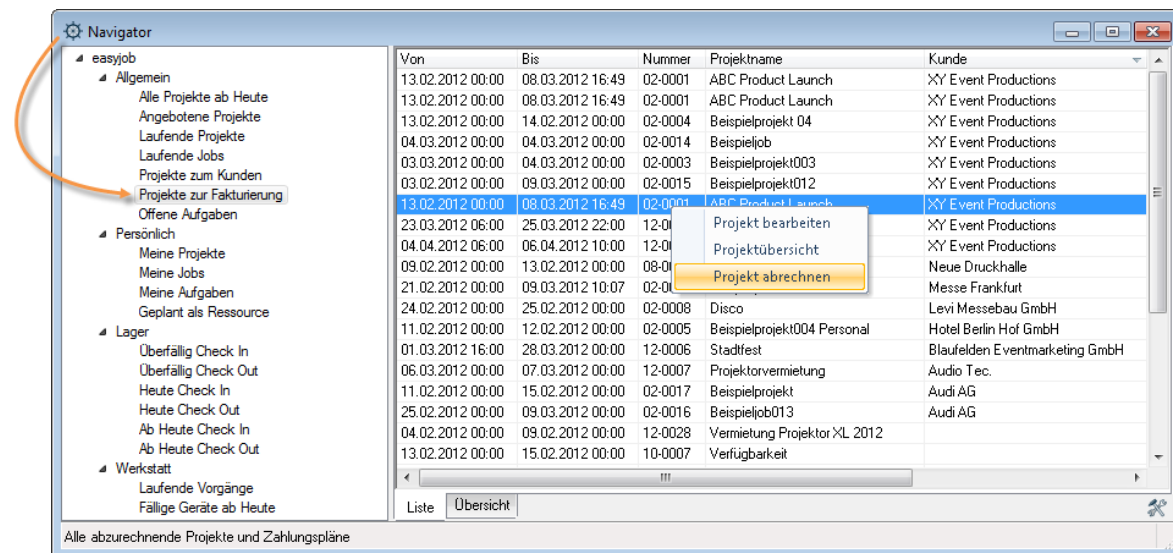 Navigator
easyjob
Allgemein
Alle Projekte ab Heute
Angebotene Projekte
Laufende Projekte
Laufende Jobs
Projekte zum Kunden
Projekte zur Fakturierung
Offene Aufgaben
Persönlich
Meine Projekte
Meine Jobs
Meine Aufgaben
Geplant als Ressource
Lager
Überfällig Check In
Überfällig Check Out
Heute Check In
Heute Check Out
Ab Heute Check In
Ab Heute Check Out
Werkstatt
Laufende Vorgänge
Fällige Geräte ab Heute
Von Bis Nummer Projektname Kunde
13.02.2012 00:00 08.03.2012 16:49 02-0001 ABC Product Launch XY Event Productions
13.02.2012 00:00 08.03.2012 16:49 02-0001 ABC Product Launch XY Event Productions
13.02.2012 00:00 14.02.2012 00:00 02-0004 Beispielprojekt 04 XY Event Productions
04.03.2012 00:00 04.03.2012 00:00 02-0014 Beispieljob XY Event Productions
03.03.2012 00:00 04.03.2012 00:00 02-0003 Beispielprojekt003 XY Event Productions
03.02.2012 00:00 09.03.2012 00:00 02-0015 Beispielprojekt012 XY Event Productions
13.02.2012 00:00 08.03.2012 16:49 02-0001 ABC Product Launch XY Event Productions
23.03.2012 06:00 25.03.2012 22:00 XY Event Productions
04.04.2012 06:00 06.04.2012 10:00 XY Event Productions
09.02.2012 00:00 13.02.2012 00:00 Neue Druckhalle
21.02.2012 00:00 09.03.2012 10:07 Messe Frankfurt
24.02.2012 00:00 25.02.2012 00:00 02-0008 Disco Levi Messebau GmbH
11.02.2012 00:00 12.02.2012 00:00 02-0005 Beispielprojekt004 Personal Hotel Berlin Hof GmbH
01.03.2012 16:00 28.03.2012 00:00 12-0006 Stadtfest Blaufelden Eventmarketing GmbH
06.03.2012 00:00 07.03.2012 00:00 12-0007 Projektorvermietung Audio Tec.
11.02.2012 00:00 15.02.2012 00:00 02-0017 Beispielprojekt Audi AG
25.02.2012 00:00 09.03.2012 00:00 02-0016 Beispieljob013 Audi AG
04.02.2012 00:00 09.02.2012 00:00 12-0028 Vermietung Projektor XL 2012
13.02.2012 00:00 15.02.2012 00:00 10-0007 Verfügbarkeit
Projekt bearbeiten
Projektübersicht
Projekt abrechnen
Liste Übersicht
Alle abzurechnende Projekte und Zahlungspläne